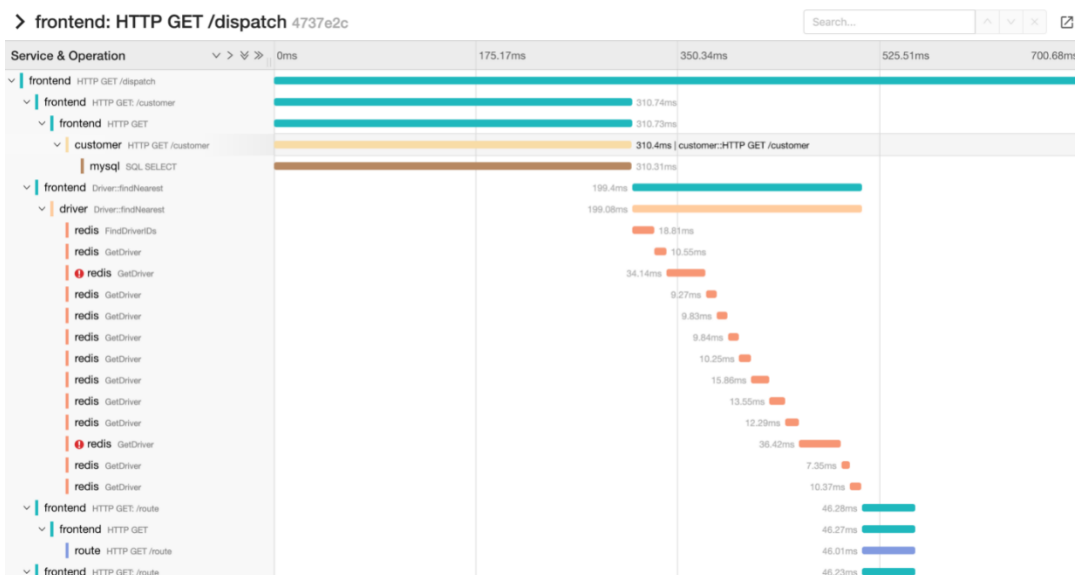 frontend: HTTP GET /dispatch 4737e2c Search...
Service & Operation 0ms 175.17ms 350.34ms 525.51ms 700.68ms
frontend HTTP GET /dispatch
frontend HTTP GET: /customer 310.74ms
frontend HTTP GET 310.73ms
customer HTTP GET /customer 310.4ms | customer::HTTP GET /customer
mysql SQL SELECT 310.31ms
frontend Driver::findNearest 199.4ms
driver Driver::findNearest 199.08ms
redis FindDriverIDs 18.81ms
redis GetDriver 10.55ms
redis GetDriver 34.14ms
redis GetDriver 9.27ms
redis GetDriver 9.83ms
redis GetDriver 9.84ms
redis GetDriver 10.25ms
redis GetDriver 15.86ms
redis GetDriver 13.55ms
redis GetDriver 12.29ms
redis GetDriver 36.42ms
redis GetDriver 7.35ms
redis GetDriver 10.37ms
frontend HTTP GET: /route 46.28ms
frontend HTTP GET 46.27ms
route HTTP GET /route 46.01ms
frontend HTTP GET: /route 46.23ms